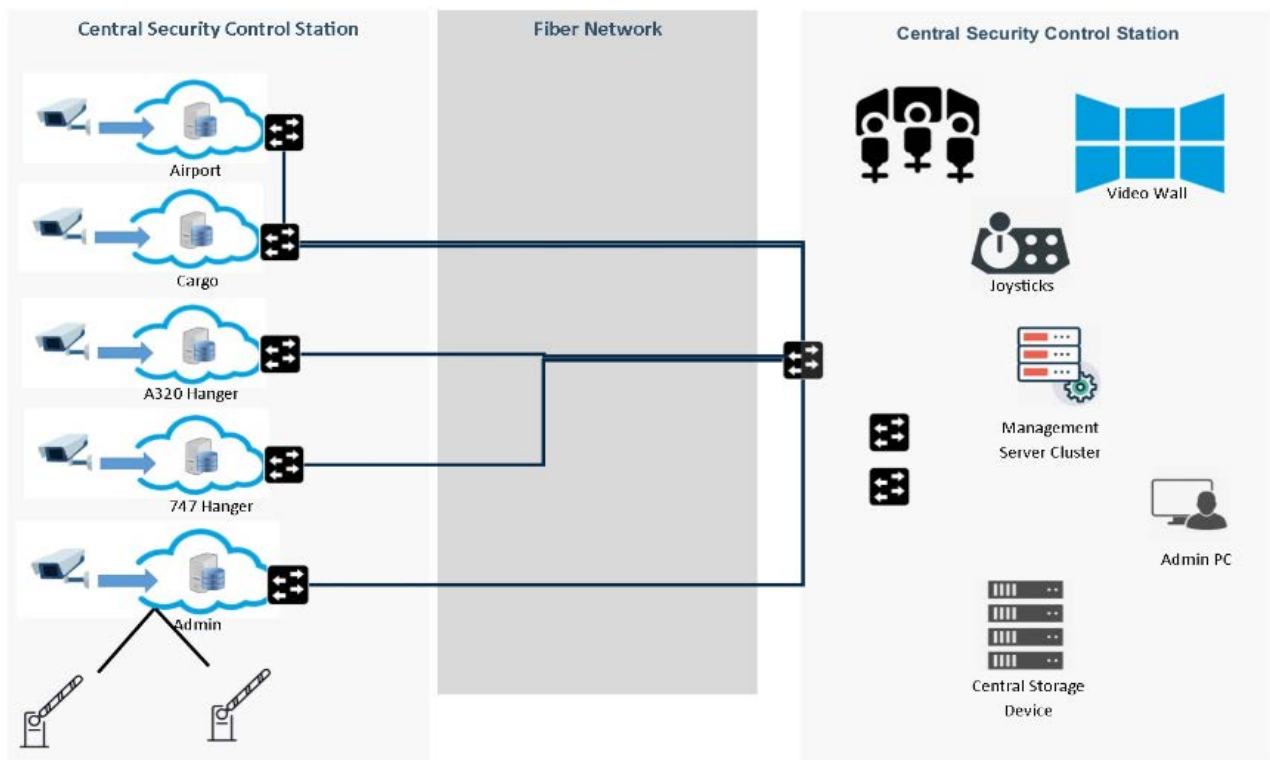 Central Security Control Station
Fiber Network
Central Security Control Station
Airport
Cargo
A320 Hanger
747 Hanger
Admin
Video Wall
Joysticks
Management
Server Cluster
Admin PC
Central Storage
Device